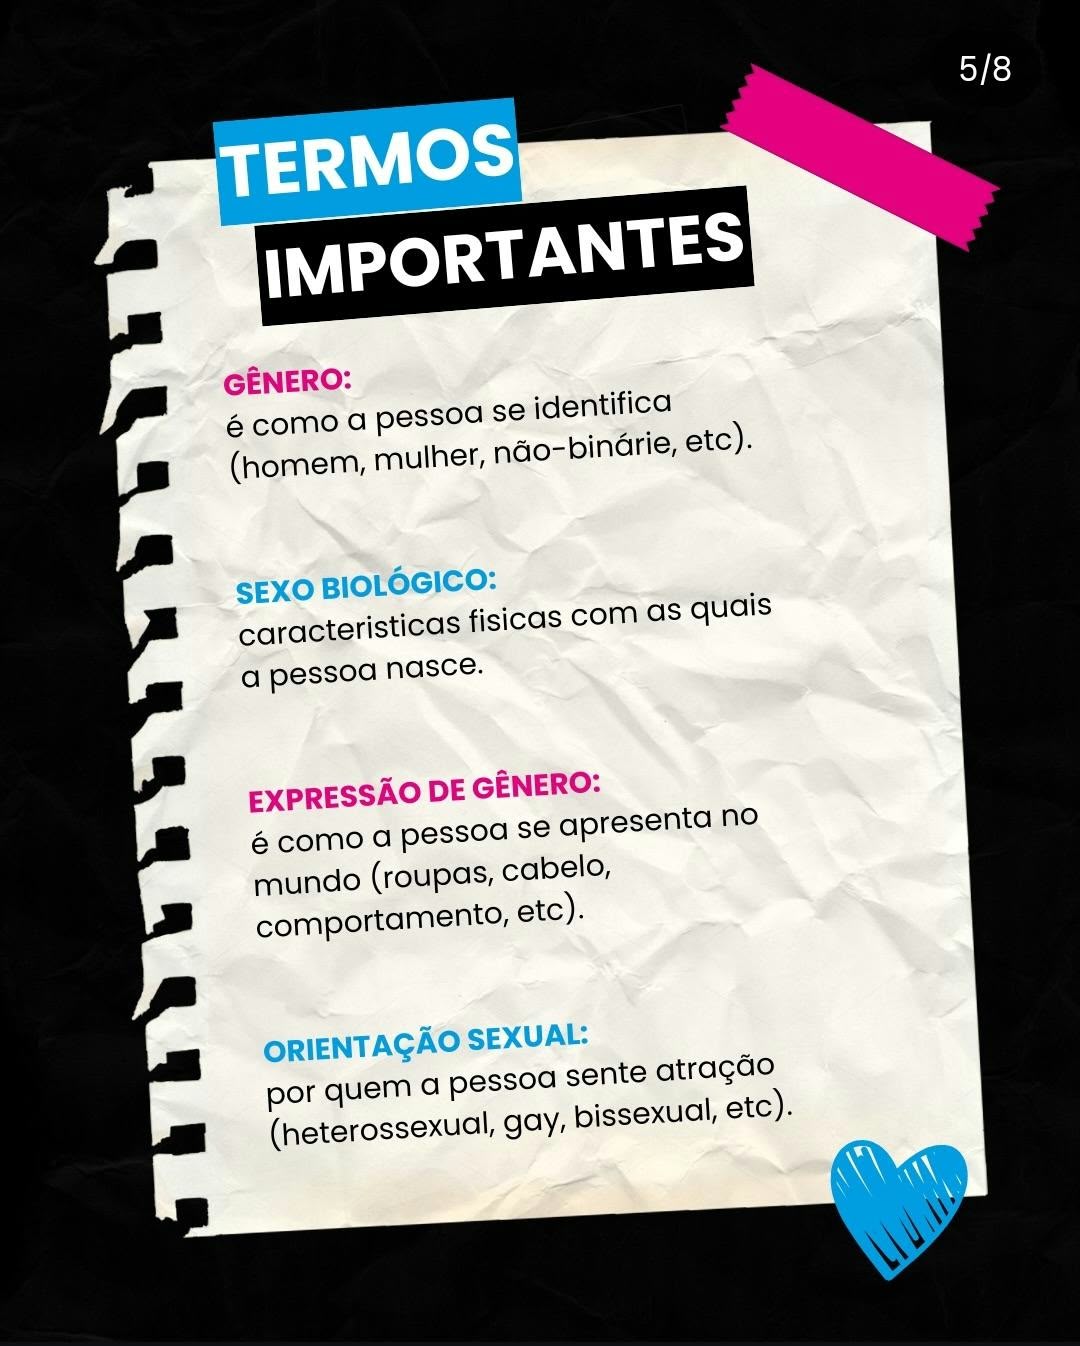 5/8
TERMOS
IMPORTANTES
GÊNERO:
é como a pessoa se identifica
(homem, mulher, não-binárie, etc).
SEXO BIOLÓGICO:
caracteristicas fisicas com as quais
a pessoa nasce.
EXPRESSÃO DE GÊNERO:
é como a pessoa se apresenta no
mundo (roupas, cabelo,
comportamento, etc).
ORIENTAÇÃO SEXUAL:
por quem a pessoa sente atração
(heterossexual, gay, bissexual, etc).